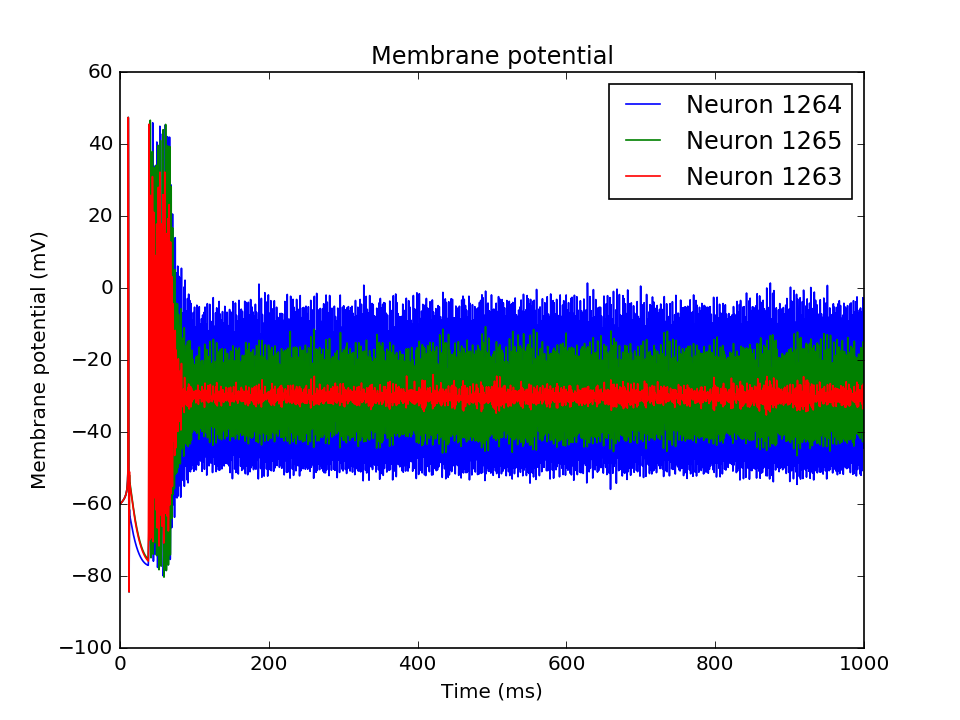 Membrane potential
60
40
20
0
−20
−40
−60
−80
−100
Membrane potential (mV)
Neuron 1264
Neuron 1265
Neuron 1263
0 200 400 600 800 1000
Time (ms)